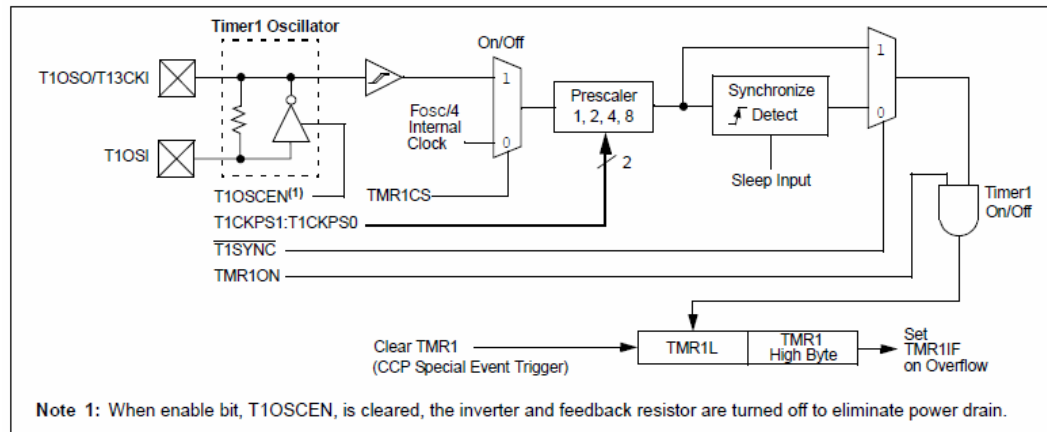 Timer1 Oscillator
On/Off
T1OSO/T13CKI
1
1
Prescaler
1, 2, 4, 8
Synchronize
Detect
Fosc/4
Internal
Clock
0
0
T1OSI
2
Sleep Input
T1OSCEN(1)
TMR1CS
Timer1
On/Off
T1CKPS1:T1CKPS0
T1SYNC
TMR1ON
Clear TMR1
(CCP Special Event Trigger)
TMR1L
TMR1
High Byte
Set
TMR1IF
on Overflow
Note 1: When enable bit, T1OSCEN, is cleared, the inverter and feedback resistor are turned off to eliminate power drain.